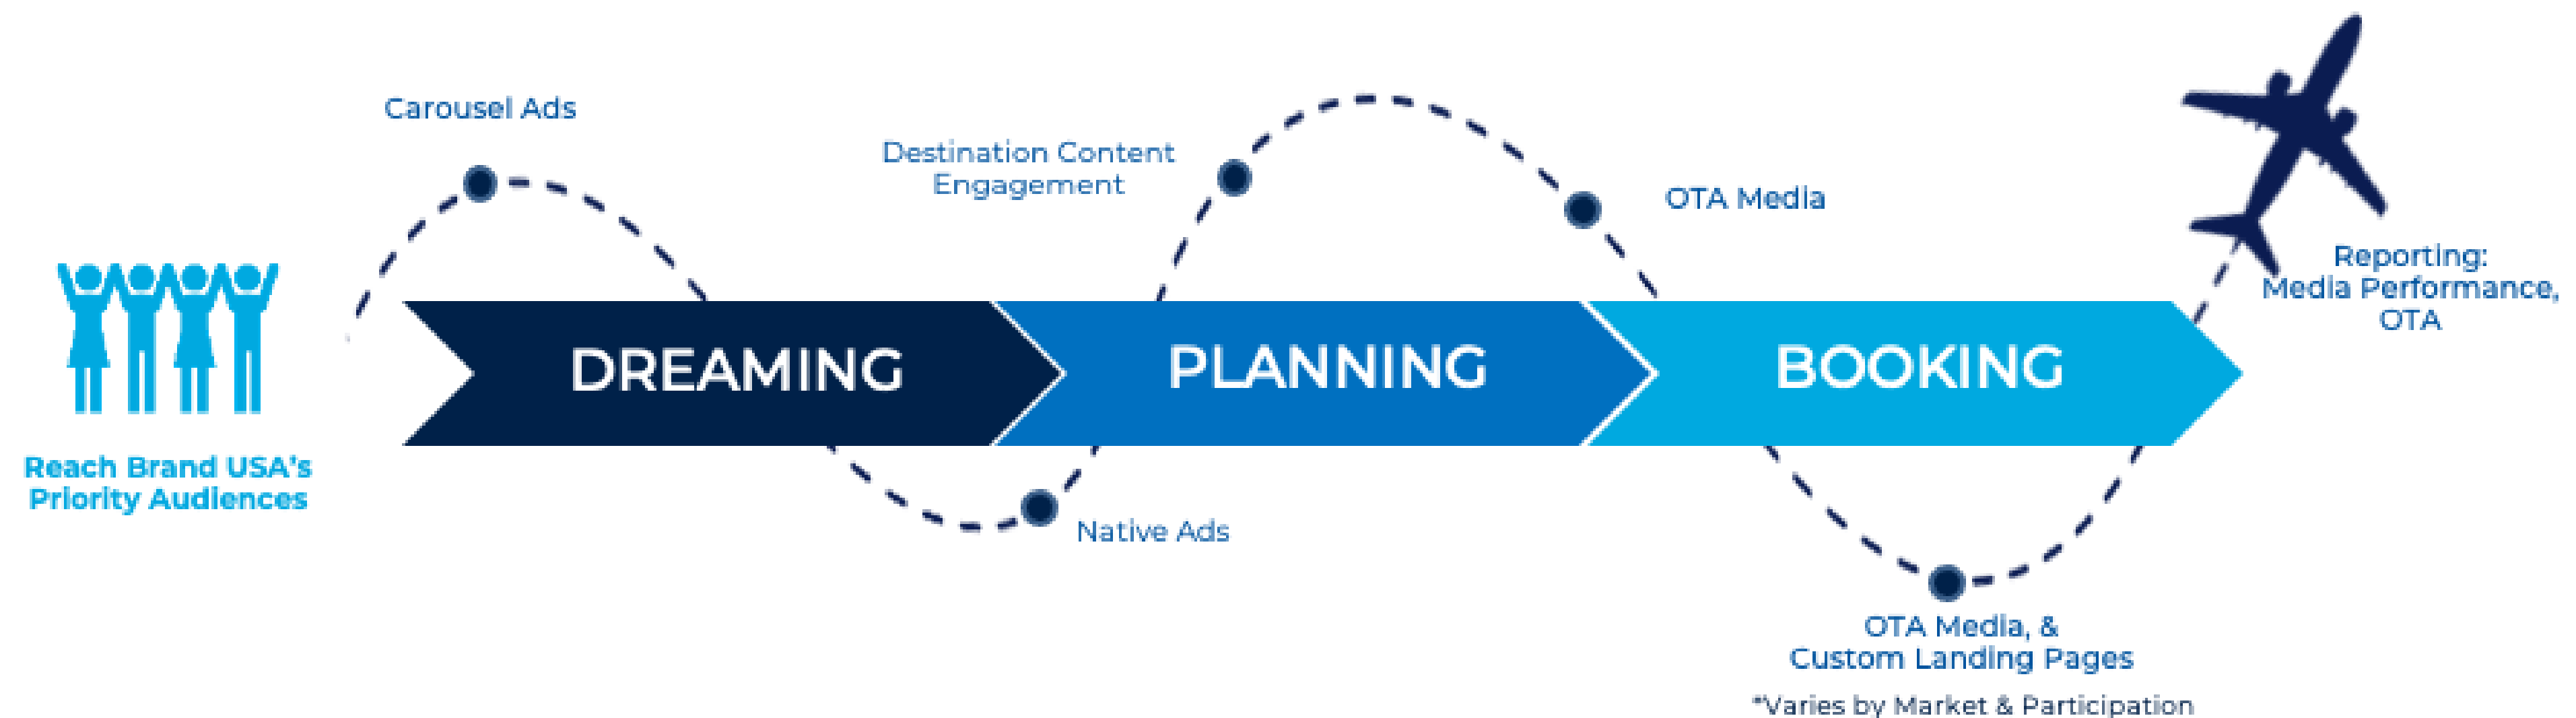 Carousel Ads
Destination Content
Engagement
OTA Media
Reporting:
Media Performance,
OTA
DREAMING
PLANNING
BOOKING
Reach Brand USA's
Priority Audiences
Native Ads
OTA Media, &
Custom Landing Pages
*Varies by Market & Participation